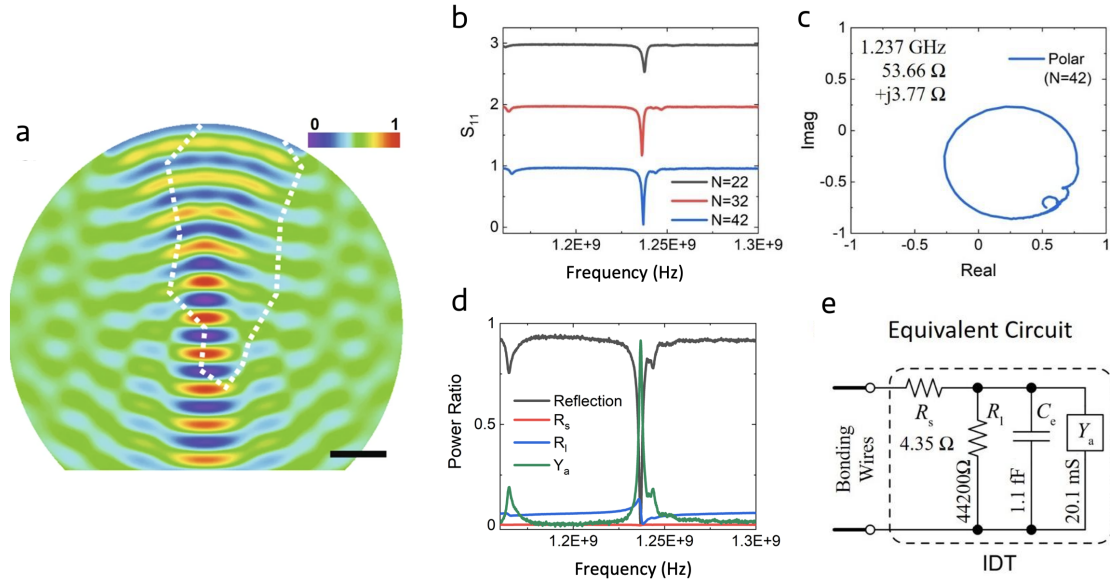 a
0 1
b
S11
3
2
1
0
N=22
N=32
N=42
1.2E+9 1.25E+9 1.3E+9
Frequency (Hz)
c
Imag
1
0.5
0
-0.5
-1
1.237 GHz
53.66 Ω
+j3.77 Ω
Polar
(N=42)
-1 -0.5 0 0.5 1
Real
d
Power Ratio
1
0.5
0
Reflection
Rs
Rl
Ya
1.2E+9 1.25E+9 1.3E+9
Frequency (Hz)
e
Equivalent Circuit
Bonding
Wires
Rs
4.35 Ω
Rl
44200Ω
Ce
1.1 fF
Ya
20.1 mS
IDT